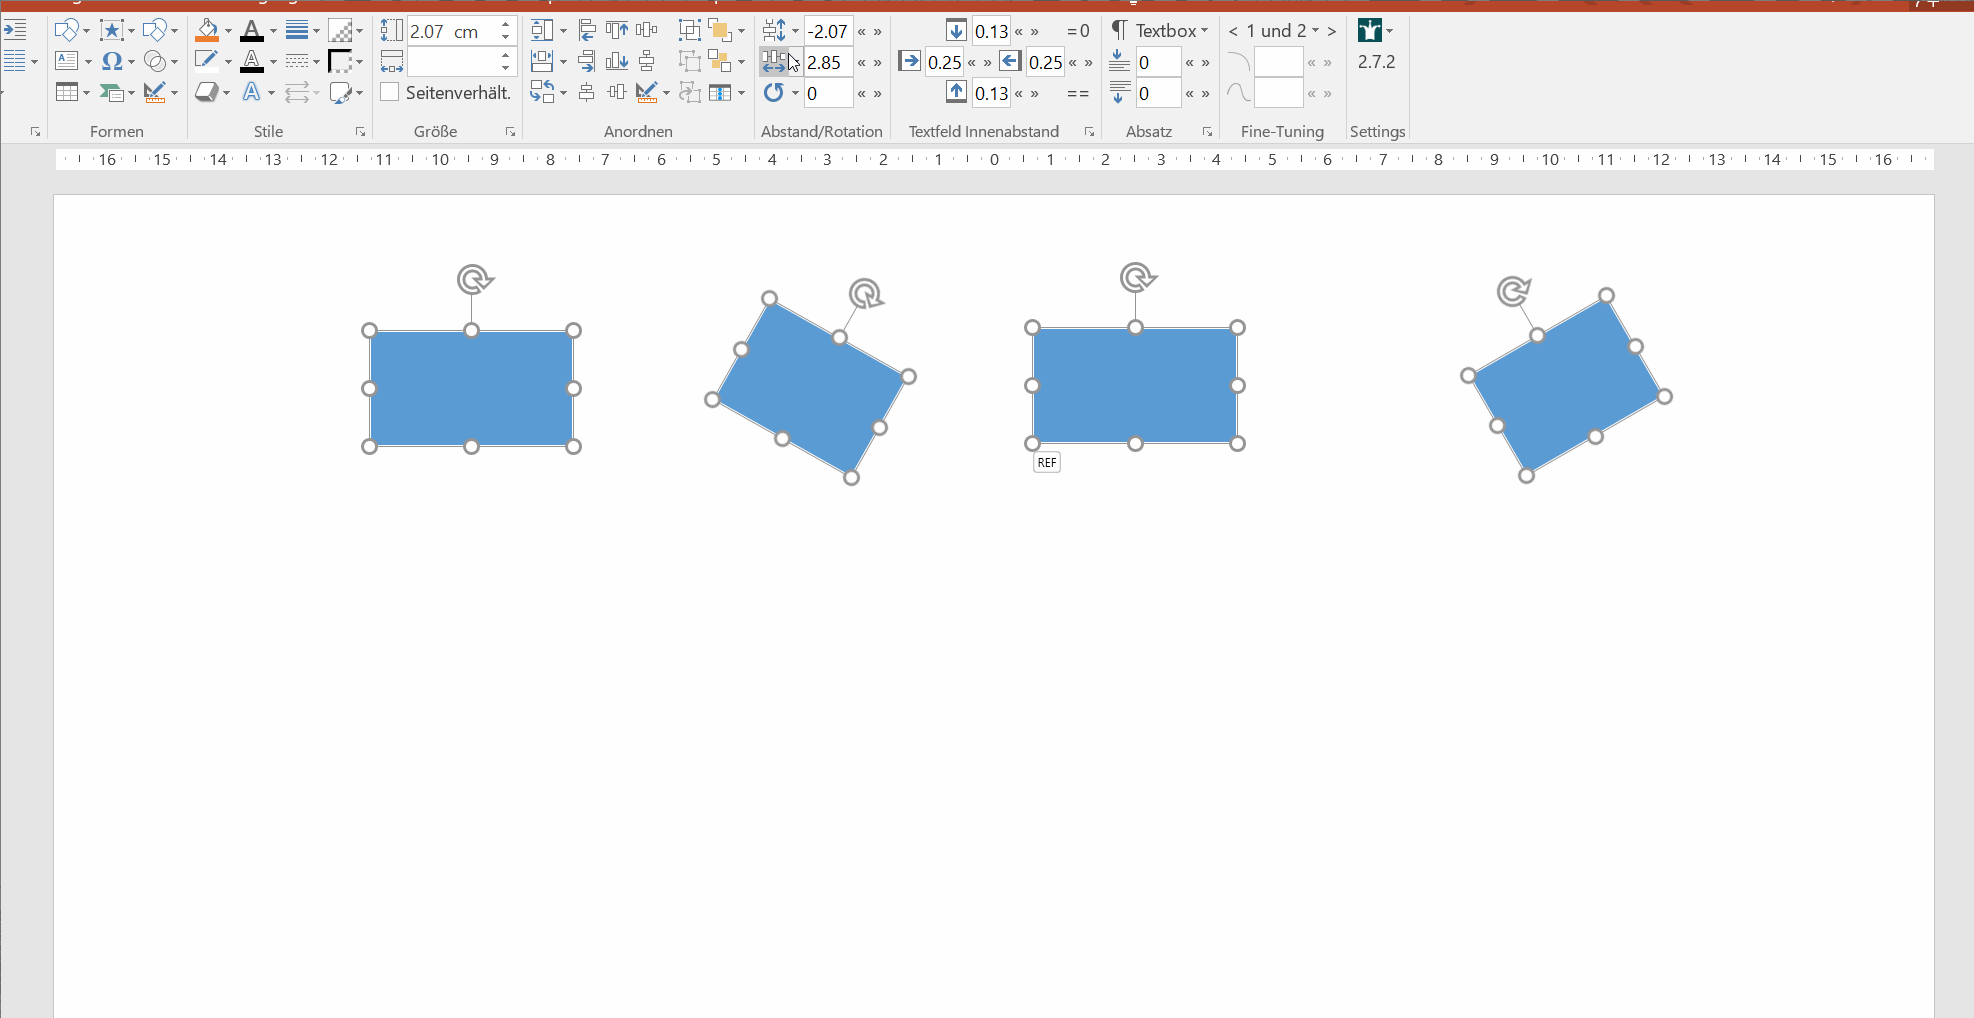 2.07 cm
-2.07 « »
0.13 « » = 0
Textbox
< 1 und 2 >
2.85 « »
0.25 « »
0.25 « »
0 « »
« »
2.7.2
Seitenverhält.
0 « »
0.13 « » ==
0 « »
« »
Formen
Stile
Größe
Anordnen
Abstand/Rotation
Textfeld Innenabstand
Absatz
Fine-Tuning
Settings
16 15 14 13 12 11 10 9 8 7 6 5 4 3 2 1 0 1 2 3 4 5 6 7 8 9 10 11 12 13 14 15 16
REF